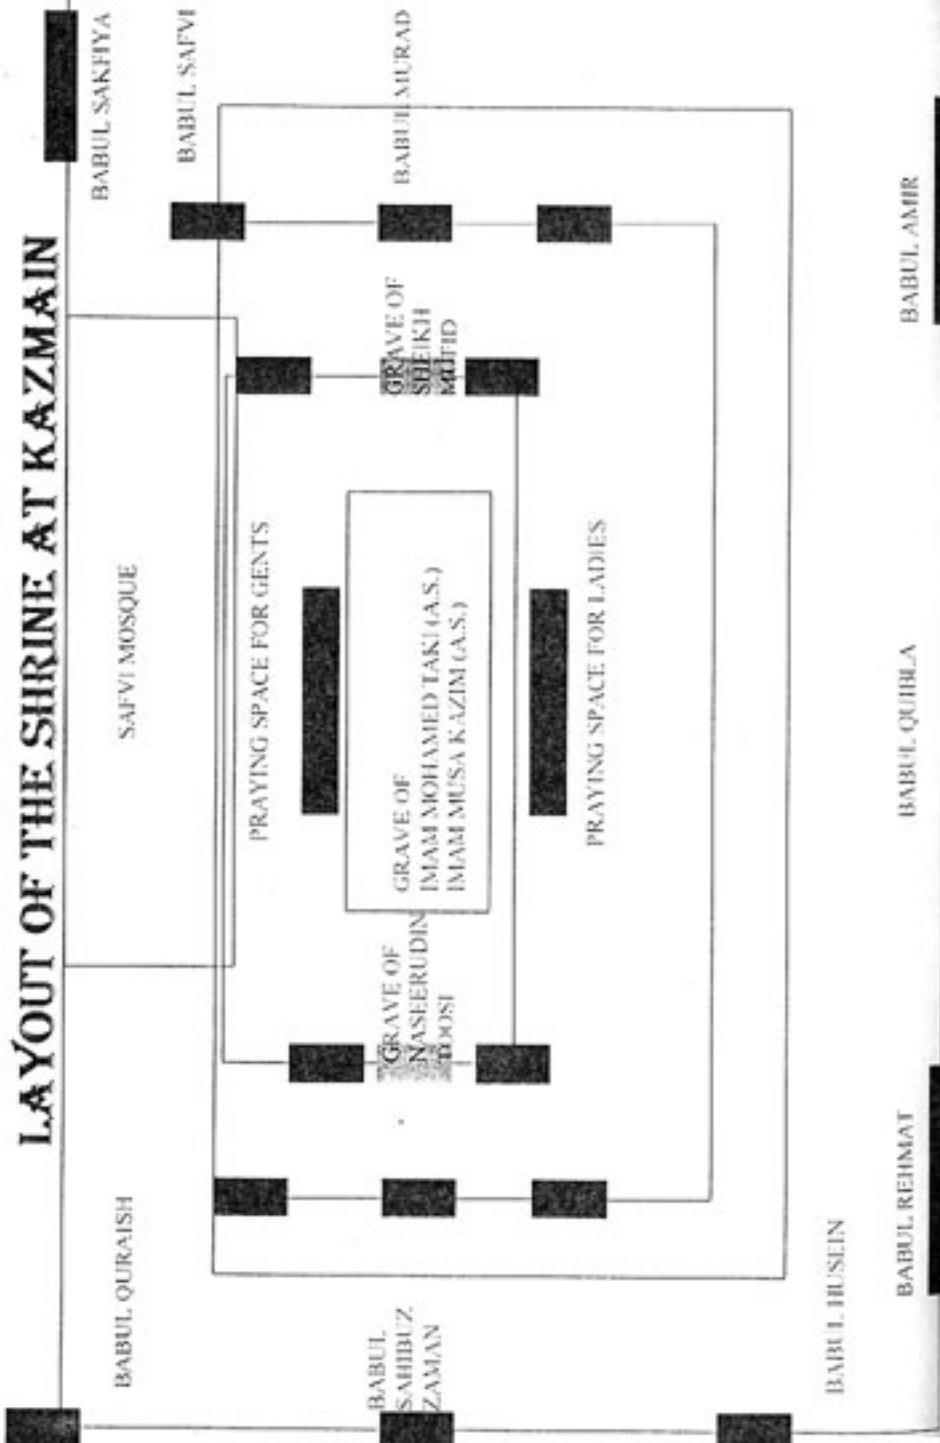 LAYOUT OF THE SHRINE AT KAZMAIN
BABUL QURAISH
SAFVI MOSQUE
BABUL SAKFIYA
BABUL SAFVI
PRAYING SPACE FOR GENTS
BABUL
SAHIBUZ
ZAMAN
GRAVE OF
NASEERUDIN
TOOSI
GRAVE OF
IMAM MOHAMED TAKI (A.S.)
IMAM MUSA KAZIM (A.S.)
GRAVE OF
SHEIKH
MUFID
BABUL MURAD
PRAYING SPACE FOR LADIES
BABUL HUSEIN
BABUL REHMAT
BABUL QUIBLA
BABUL AMIR